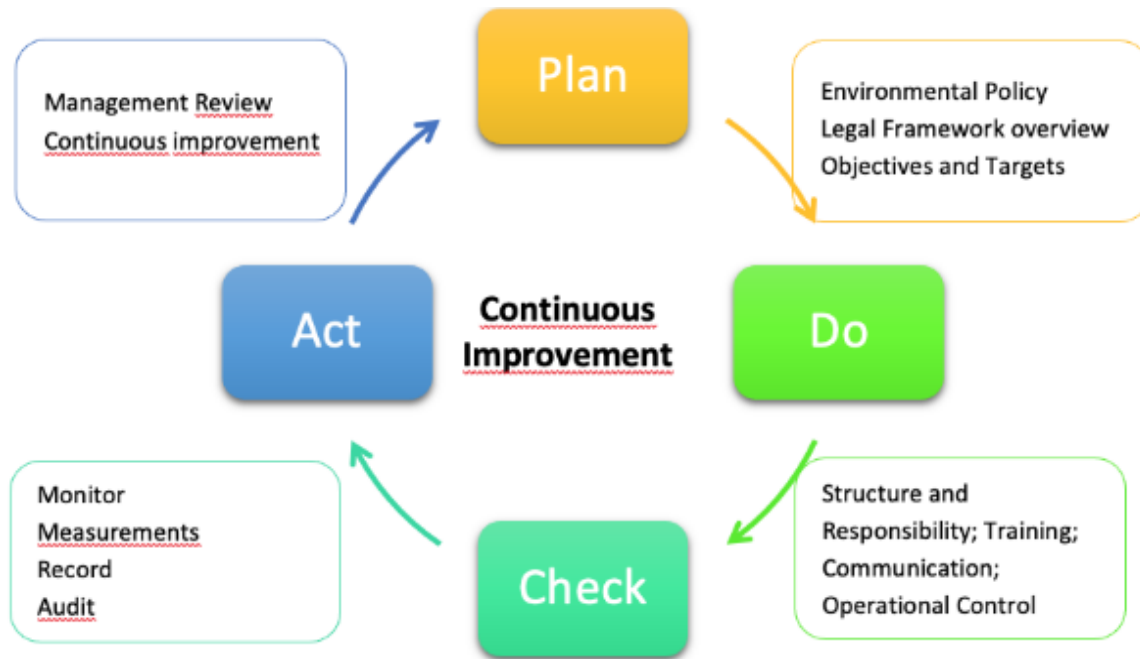 Plan
Management Review
Continuous improvement
Environmental Policy
Legal Framework overview
Objectives and Targets
Act
Continuous
Improvement
Do
Monitor
Measurements
Record
Audit
Check
Structure and
Responsibility; Training;
Communication;
Operational Control